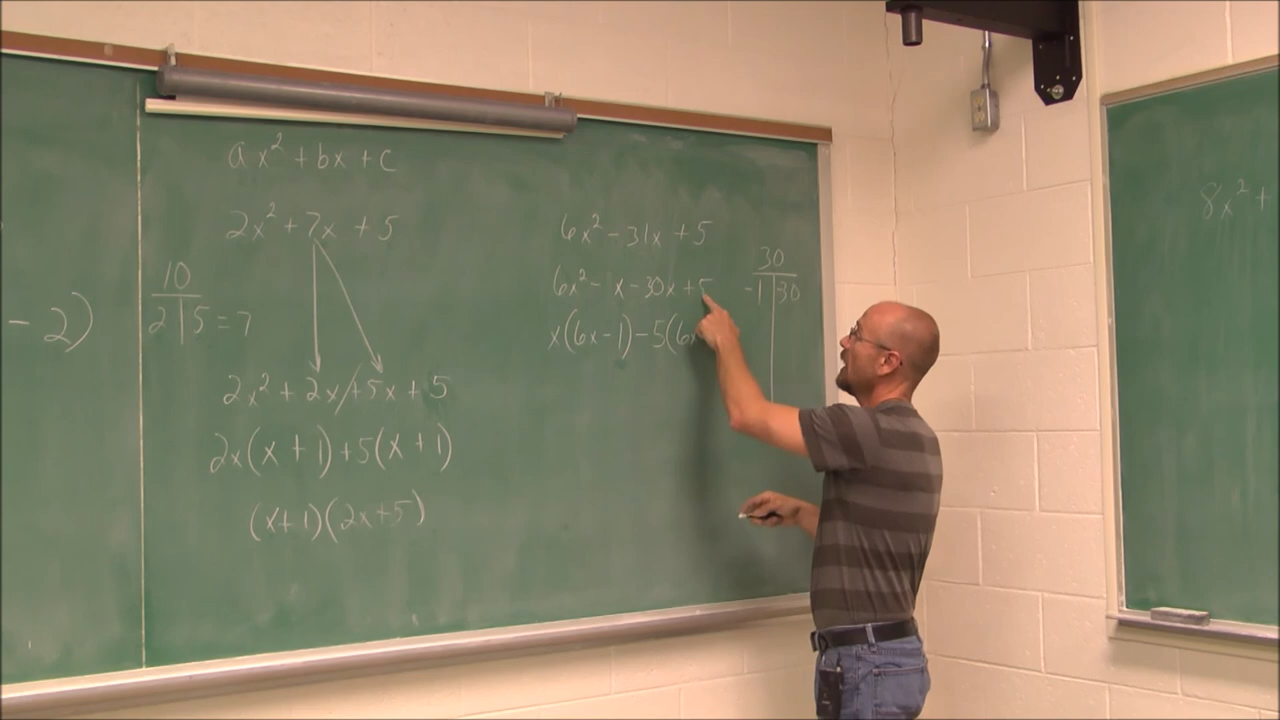 - 2)
ax² + bx + c
2x² + 7x + 5
10
2 | 5 = 7
2x² + 2x/+5x + 5
2x(x + 1) + 5(x + 1)
(x+1)(2x+5)
6x² - 31x + 5
6x² - 1x - 30x + 5
x(6x-1) - 5(6x
30
-1 | -30
8x² +